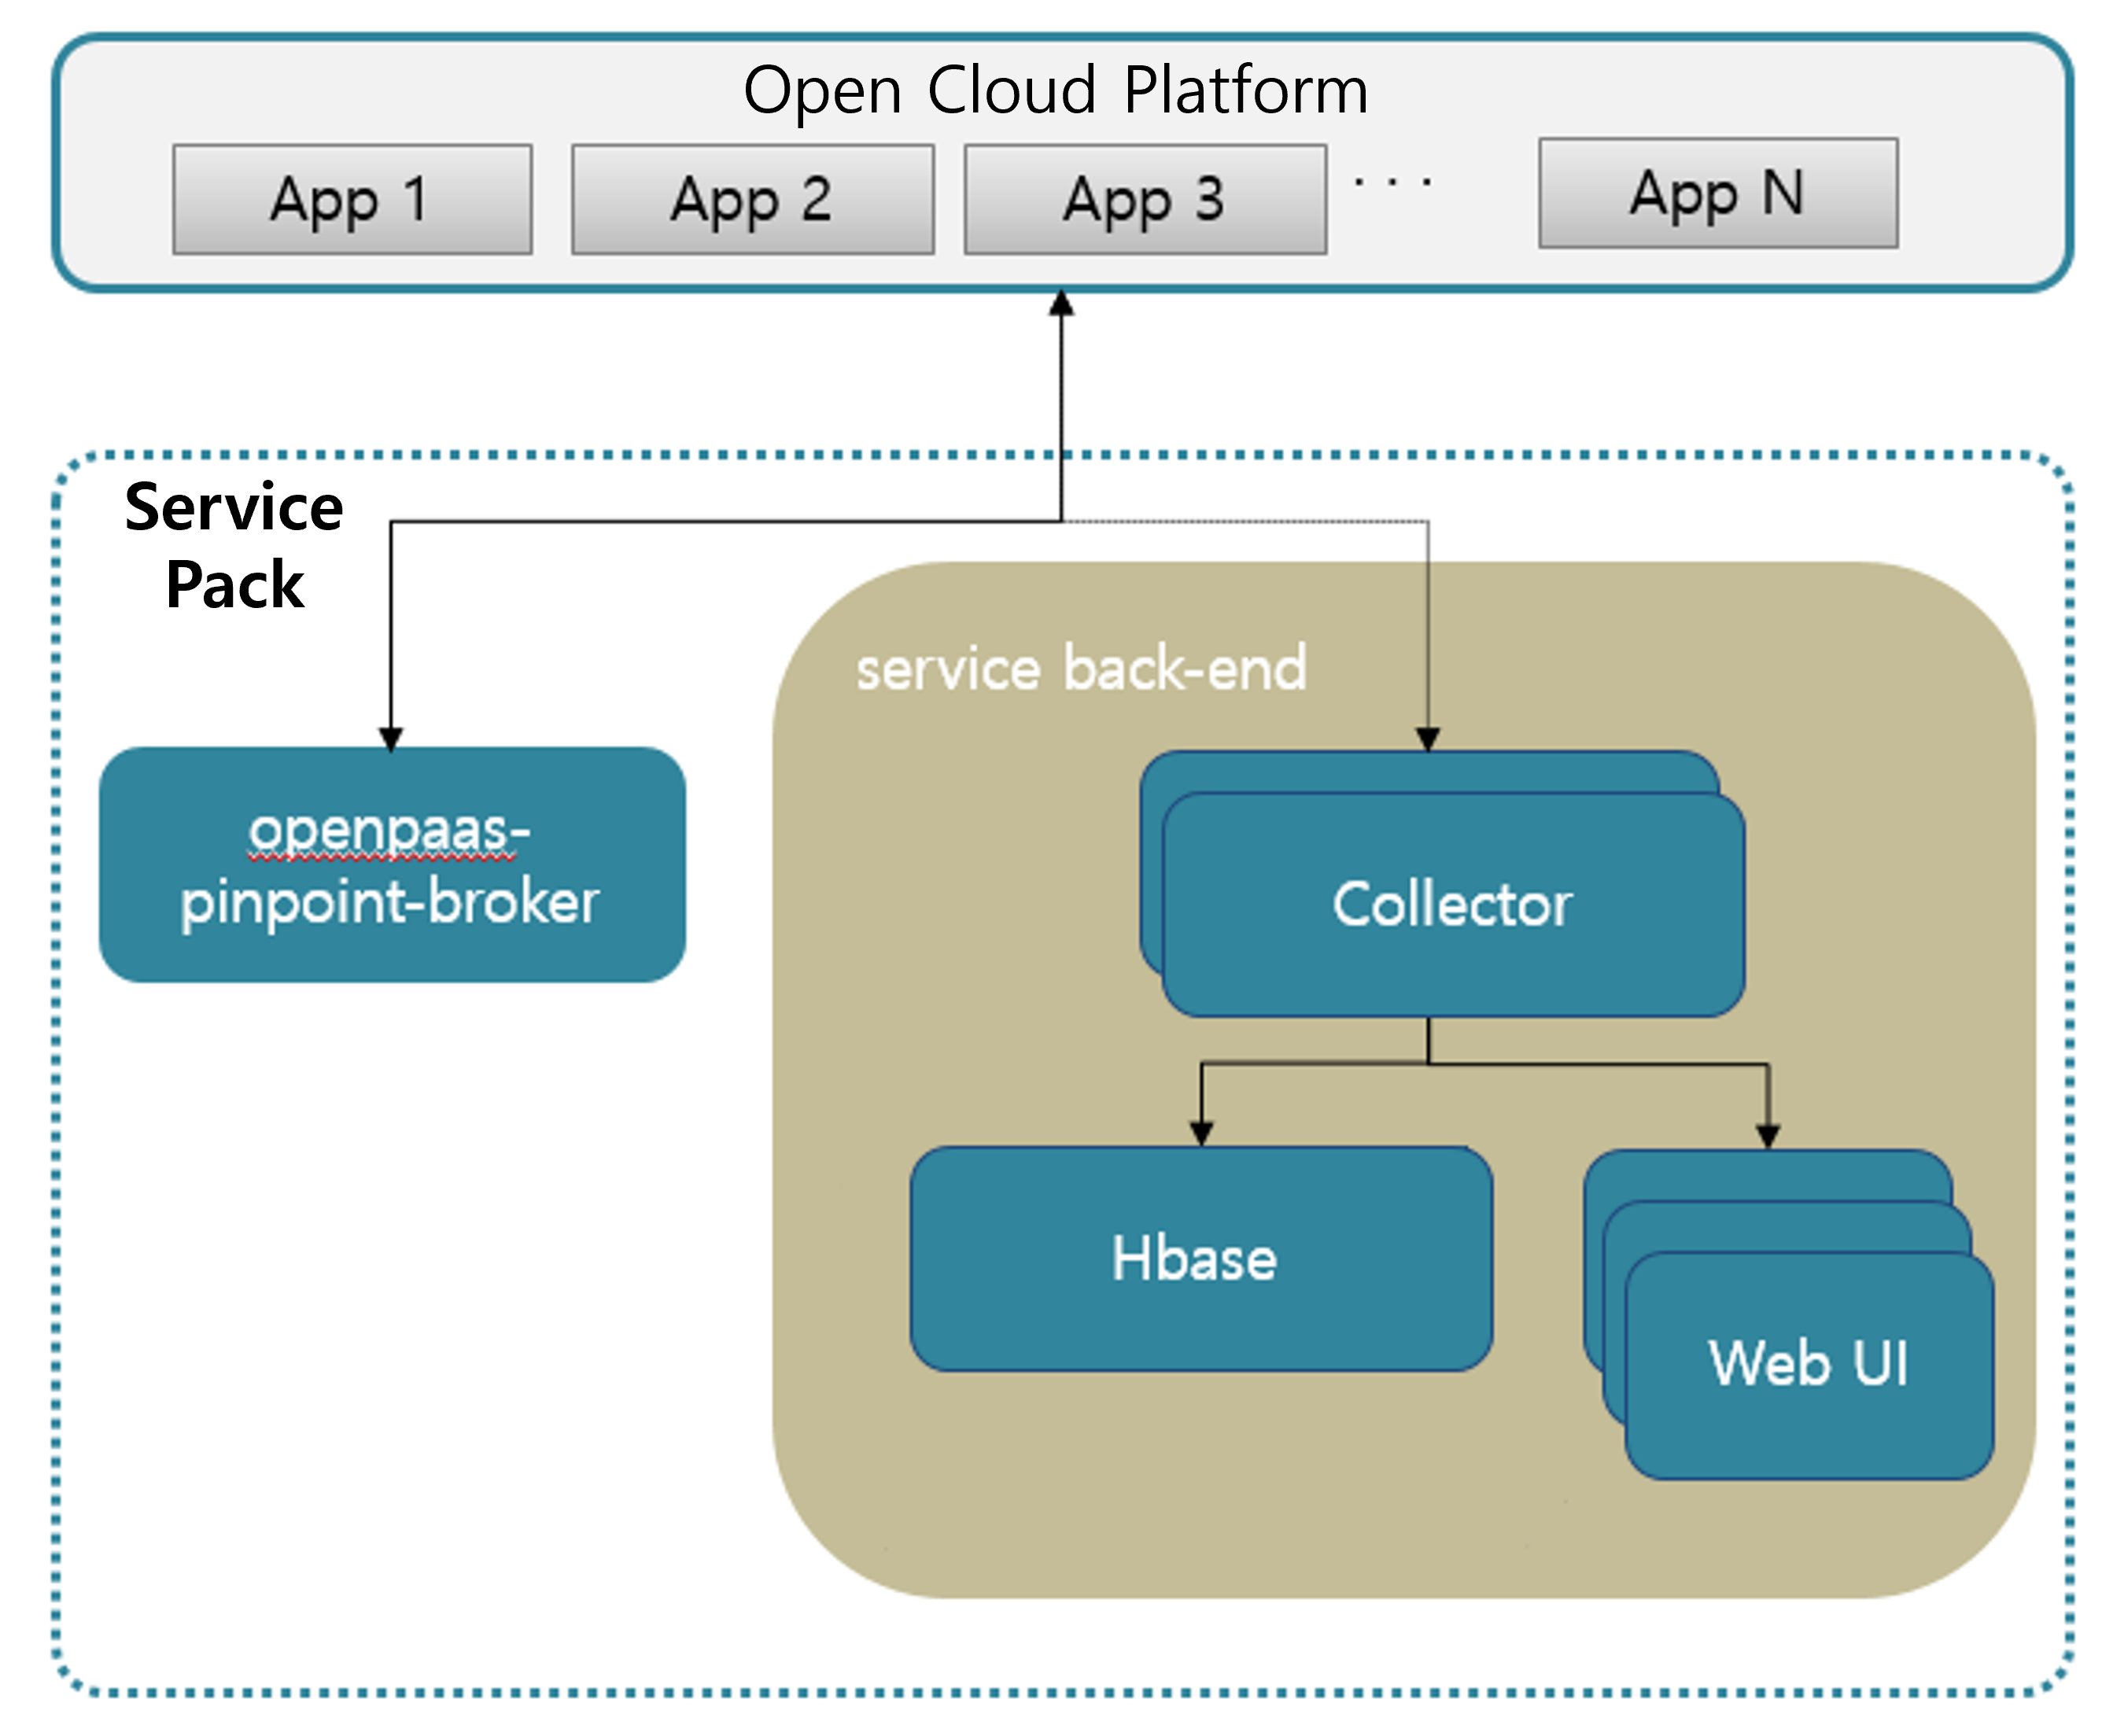 Open Cloud Platform
App 1
App 2
App 3
. . .
App N
Service
Pack
service back-end
openpaas-
pinpoint-broker
Collector
Hbase
Web UI